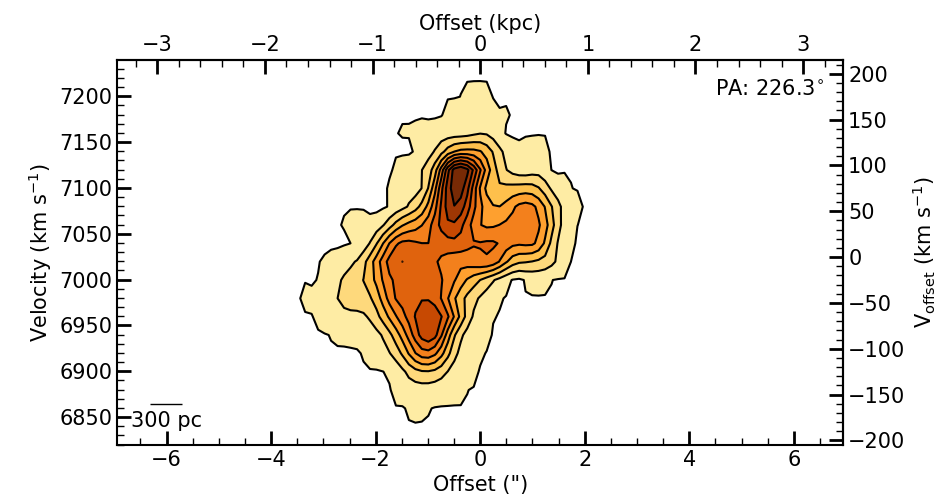 Offset (kpc)
−3 −2 −1 0 1 2 3
PA: 226.3°
Velocity (km s⁻¹)
7200
7150
7100
7050
7000
6950
6900
6850
200
150
100
50
0
−50
−100
−150
−200
V_offset (km s⁻¹)
300 pc
−6 −4 −2 0 2 4 6
Offset (")